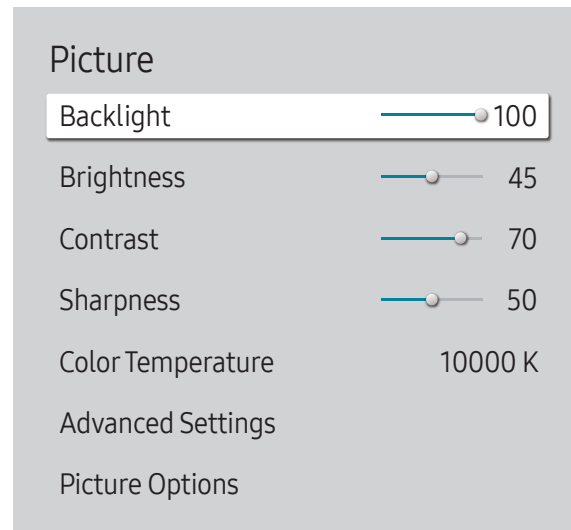 Picture
Backlight 100
Brightness 45
Contrast 70
Sharpness 50
Color Temperature 10000 K
Advanced Settings
Picture Options